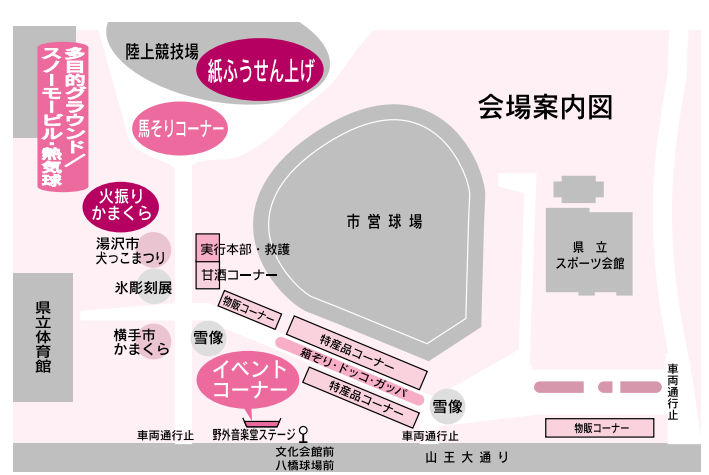 会場案内図
陸上競技場
紙ふうせん上げ
多目的グラウンド/
スノーモービル・熱気球
馬そりコーナー
火振り
かまくら
湯沢市
犬っこまつり
氷彫刻展
実行本部・救護
甘酒コーナー
市営球場
県 立
スポーツ会館
県立体育館
横手市
かまくら
雪像
物販コーナー
特産品コーナー
箱ぞり・ドッコ・ガッパ
特産品コーナー
イベント
コーナー
雪像
車両通行止
物販コーナー
車両通行止
野外音楽堂ステージ
車両通行止
文化会館前
八橋球場前
山王大通り